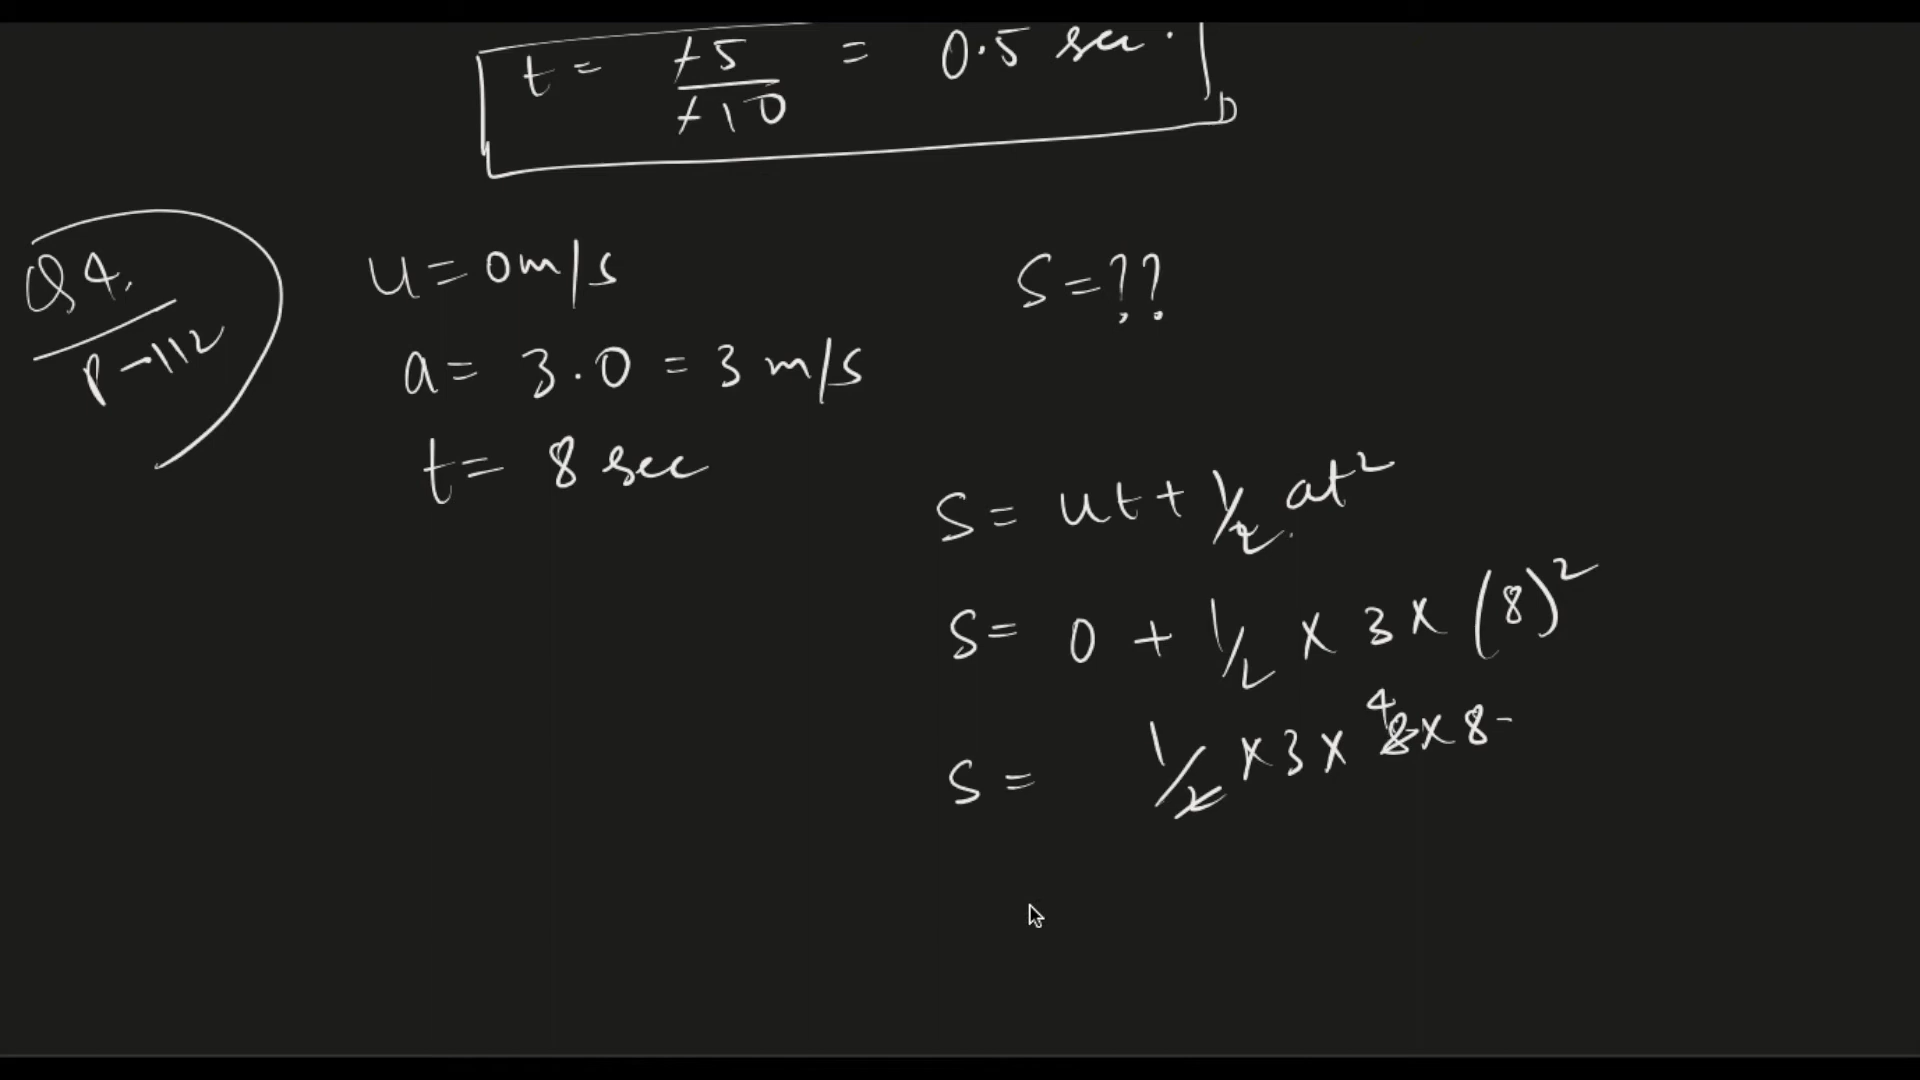 t = +5/+10 = 0.5 sec.
Q4. P-112
u = 0 m/s
S = ??
a = 3.0 = 3 m/s
t = 8 sec
S = ut + 1/2 at²
S = 0 + 1/2 × 3 × (8)²
S = 1/2 × 3 × 8 4 × 8 -